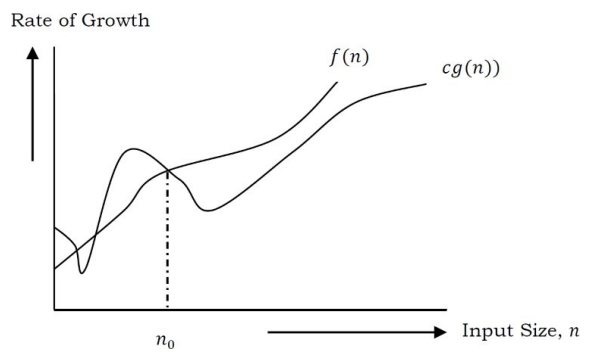 Rate of Growth
f(n)
cg(n))
n₀
Input Size, n